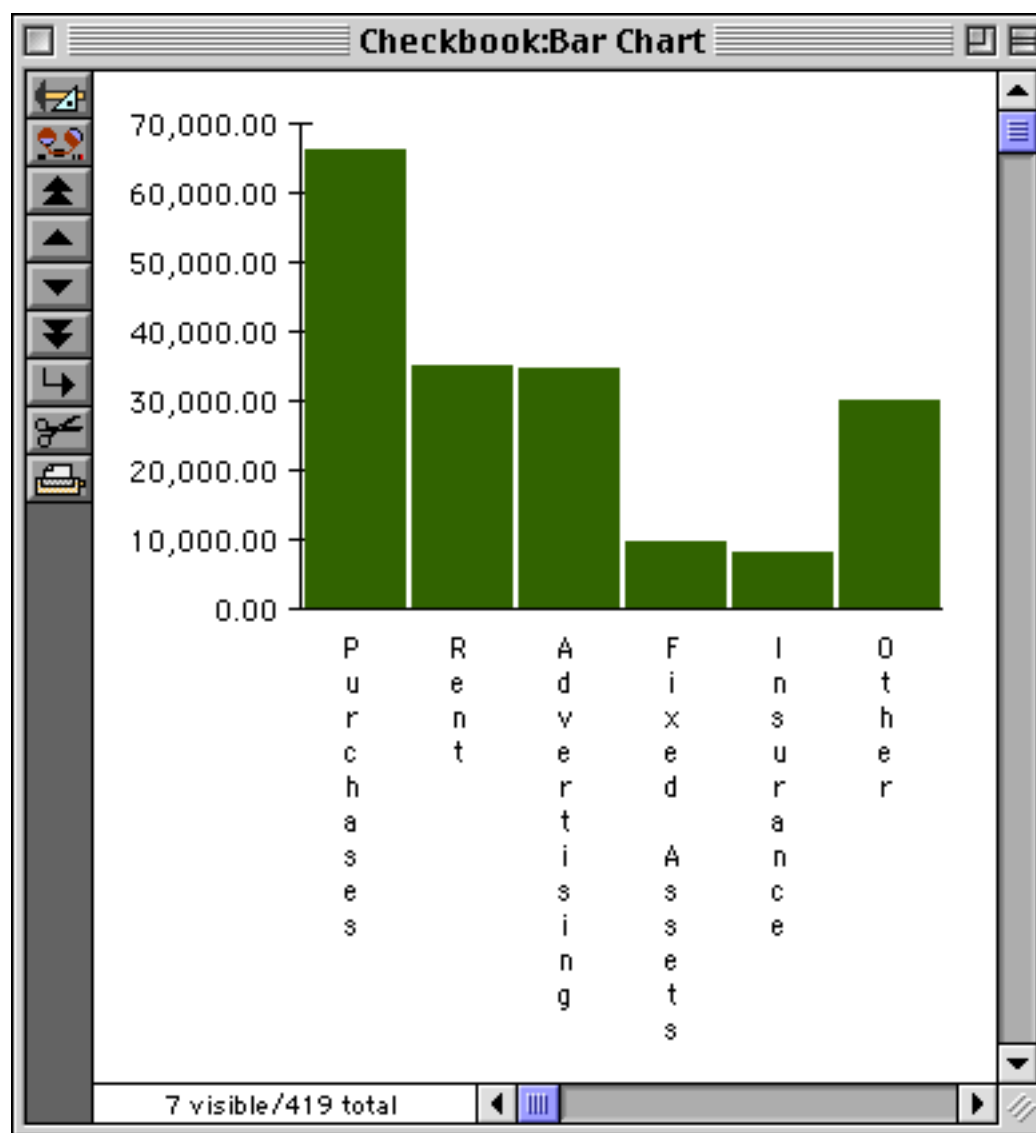 Checkbook:Bar Chart
70,000.00
60,000.00
50,000.00
40,000.00
30,000.00
20,000.00
10,000.00
0.00
Purchases
Rent
Advertising
Fixed Assets
Insurance
Other
7 visible/419 total